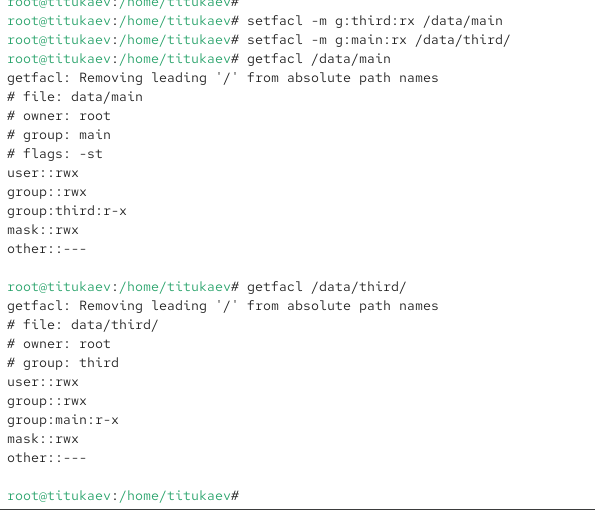 root@titukaev:/home/titukaev#
root@titukaev:/home/titukaev# setfacl -m g:third:rx /data/main
root@titukaev:/home/titukaev# setfacl -m g:main:rx /data/third/
root@titukaev:/home/titukaev# getfacl /data/main
getfacl: Removing leading '/' from absolute path names
# file: data/main
# owner: root
# group: main
# flags: -st
user::rwx
group::rwx
group:third:r-x
mask::rwx
other::---

root@titukaev:/home/titukaev# getfacl /data/third/
getfacl: Removing leading '/' from absolute path names
# file: data/third/
# owner: root
# group: third
user::rwx
group::rwx
group:main:r-x
mask::rwx
other::---

root@titukaev:/home/titukaev#